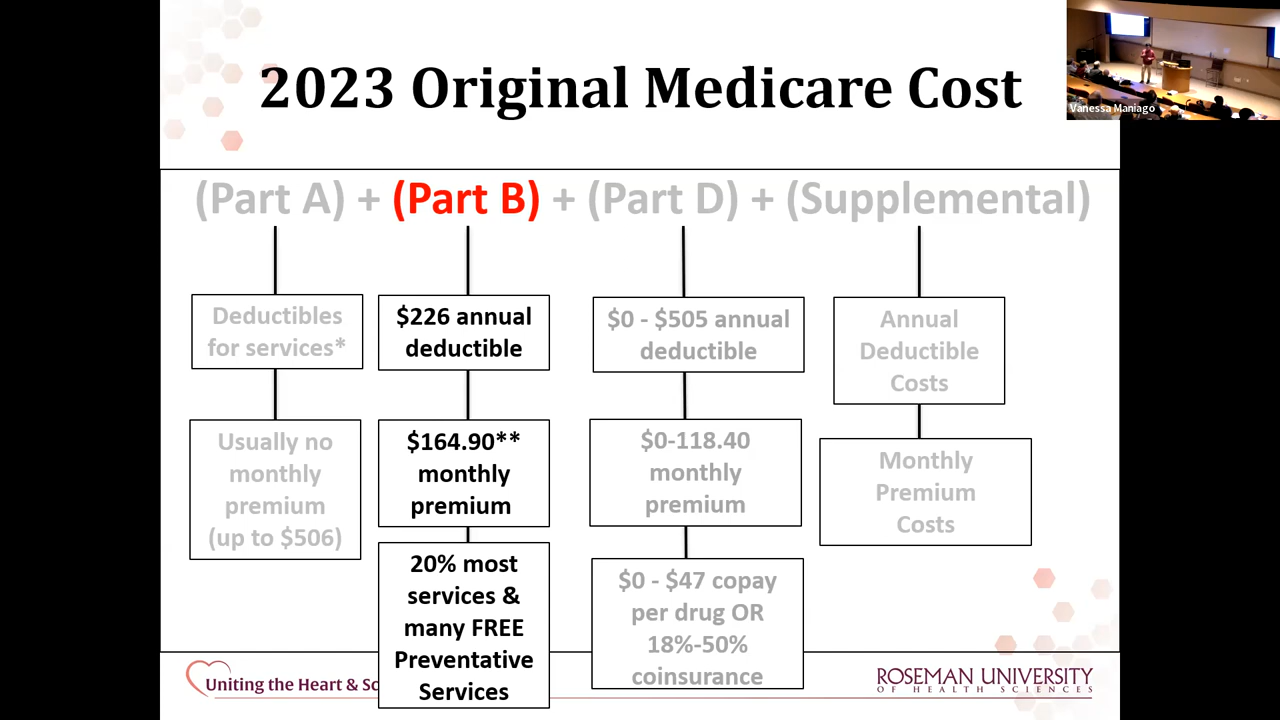 2023 Original Medicare Cost
Vanessa Maniago
(Part A) + (Part B) + (Part D) + (Supplemental)
Deductibles
for services*
Usually no
monthly
premium
(up to $506)
$226 annual
deductible
$164.90**
monthly
premium
20% most
services &
many FREE
Preventative
Services
$0 - $505 annual
deductible
$0-118.40
monthly
premium
$0 - $47 copay
per drug OR
18%-50%
coinsurance
Annual
Deductible
Costs
Monthly
Premium
Costs
Uniting the Heart & Sc
ROSEMAN UNIVERSITY
OF HEALTH SCIENCES